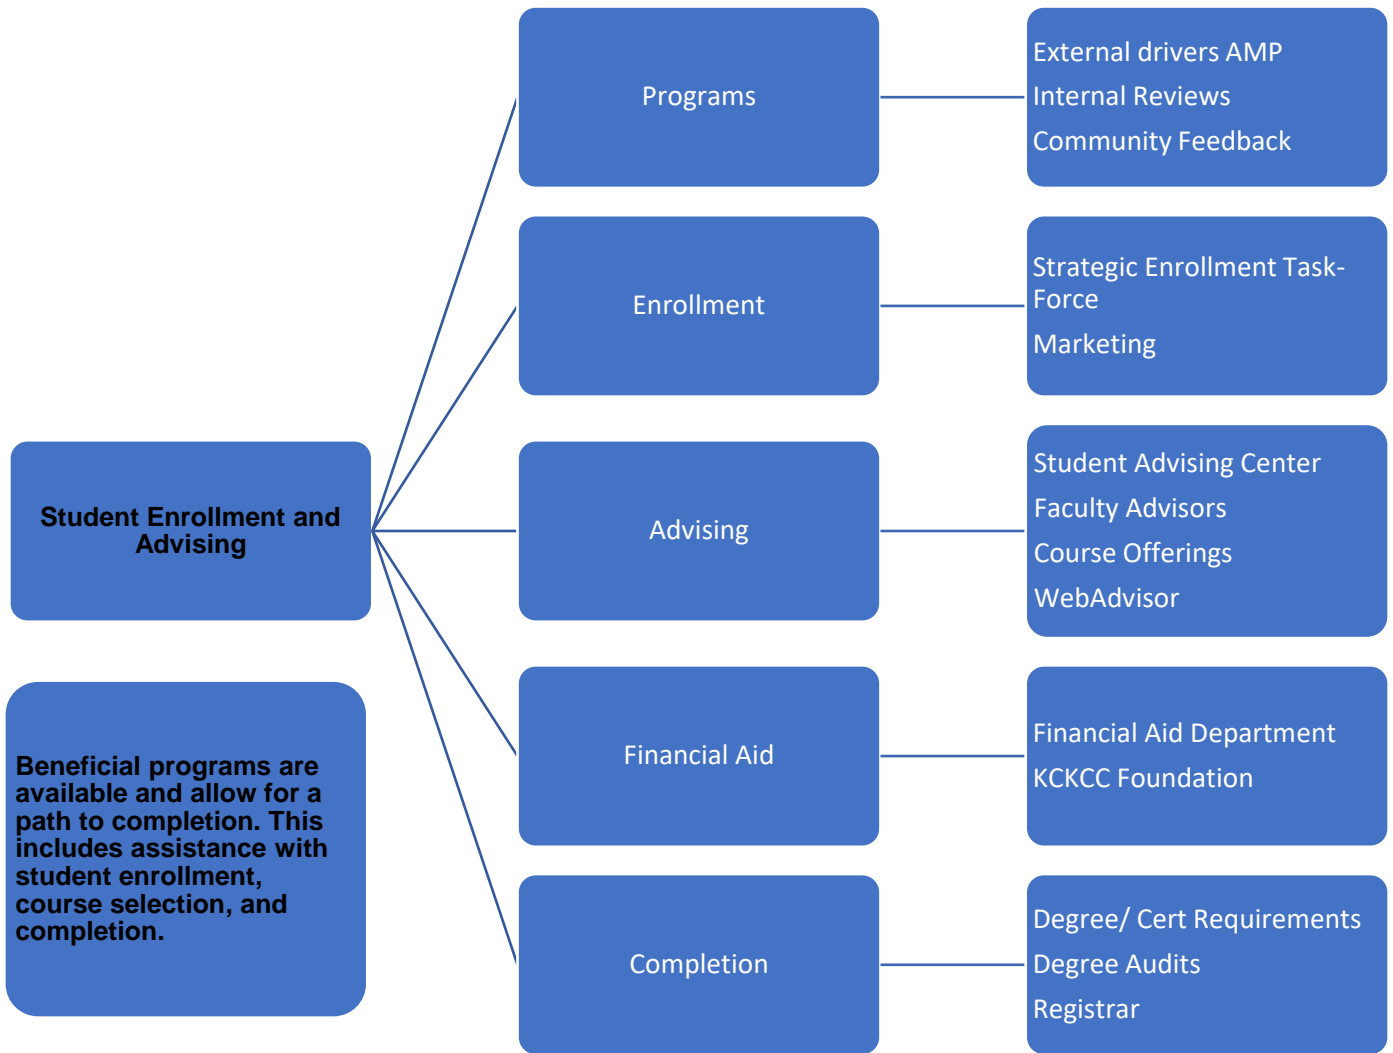 Programs
External drivers AMP
Internal Reviews
Community Feedback
Enrollment
Strategic Enrollment Task-
Force
Marketing
Student Enrollment and
Advising
Advising
Student Advising Center
Faculty Advisors
Course Offerings
WebAdvisor
Beneficial programs are
available and allow for a
path to completion. This
includes assistance with
student enrollment,
course selection, and
completion.
Financial Aid
Financial Aid Department
KCKCC Foundation
Completion
Degree/ Cert Requirements
Degree Audits
Registrar